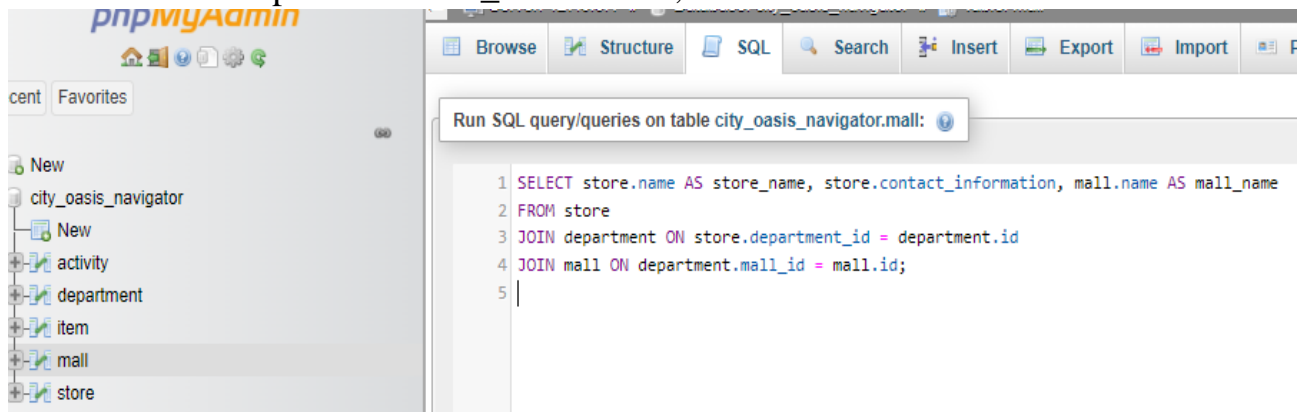 phpMyAdmin
cent Favorites
New
city_oasis_navigator
New
activity
department
item
mall
store
Browse Structure SQL Search Insert Export Import
Run SQL query/queries on table city_oasis_navigator.mall:
1 SELECT store.name AS store_name, store.contact_information, mall.name AS mall_name
2 FROM store
3 JOIN department ON store.department_id = department.id
4 JOIN mall ON department.mall_id = mall.id;
5